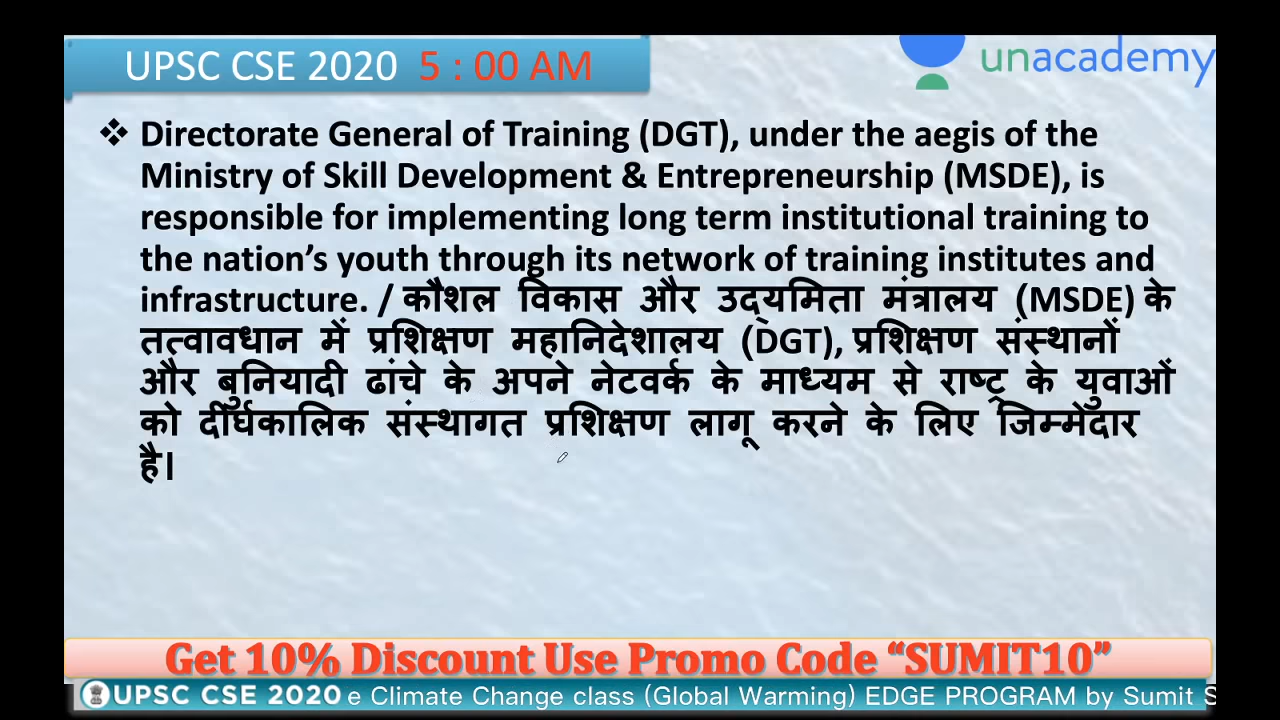 UPSC CSE 2020 5 : 00 AM
unacademy
❖ Directorate General of Training (DGT), under the aegis of the
Ministry of Skill Development & Entrepreneurship (MSDE), is
responsible for implementing long term institutional training to
the nation’s youth through its network of training institutes and
infrastructure. / कौशल विकास और उद्यमिता मंत्रालय (MSDE) के
तत्वावधान में प्रशिक्षण महानिदेशालय (DGT), प्रशिक्षण संस्थानों
और बुनियादी ढांचे के अपने नेटवर्क के माध्यम से राष्ट्र के युवाओं
को दीर्घकालिक संस्थागत प्रशिक्षण लागू करने के लिए जिम्मेदार
है।
Get 10% Discount Use Promo Code “SUMIT10”
UPSC CSE 2020 e Climate Change class (Global Warming) EDGE PROGRAM by Sumit S